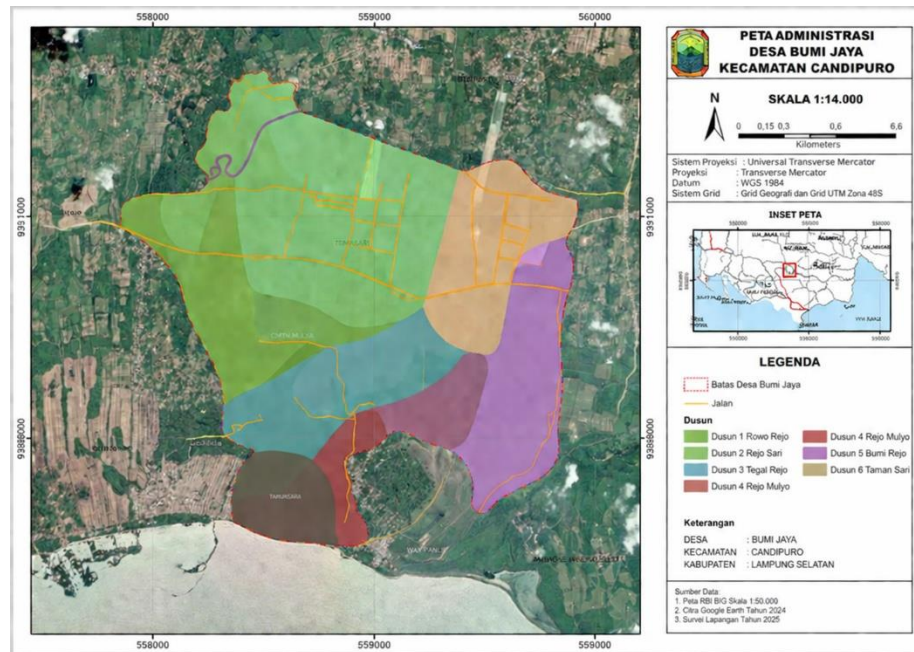 558000 559000 560000
9391000
9388000
9391000
9388000
558000 559000 560200
PETA ADMINISTRASI
DESA BUMI JAYA
KECAMATAN CANDIPURO
N
SKALA 1:14.000
0 0,15 0,3 0.6 6,6
Kilometers
Sistem Proyeksi : Universal Transverse Mercator
Proyeksi : Transverse Mercator
Datum : WGS 1984
Sistem Grid : Grid Geografi dan Grid UTM Zona 48S
INSET PETA
LEGENDA
Batas Desa Bumi Jaya
Jalan
Dusun
Dusun 1 Rowo Rejo
Dusun 2 Rejo Sari
Dusun 3 Tegal Rejo
Dusun 4 Rejo Mulyo
Dusun 4 Rejo Mulyo
Dusun 5 Bumi Rejo
Dusun 6 Taman Sari
Keterangan
DESA : BUMI JAYA
KECAMATAN : CANDIPURO
KABUPATEN : LAMPUNG SELATAN
Sumber Data:
1. Peta RBI BIG Skala 1:50.000
2. Citra Google Earth Tahun 2024
3. Survei Lapangan Tahun 2025